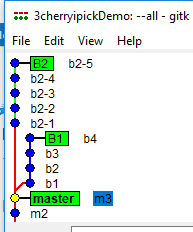 3cherrypickDemo: --all - gitk
File Edit View Help
B2 b2-5
b2-4
b2-3
b2-2
b2-1
B1 b4
b3
b2
b1
master m3
m2